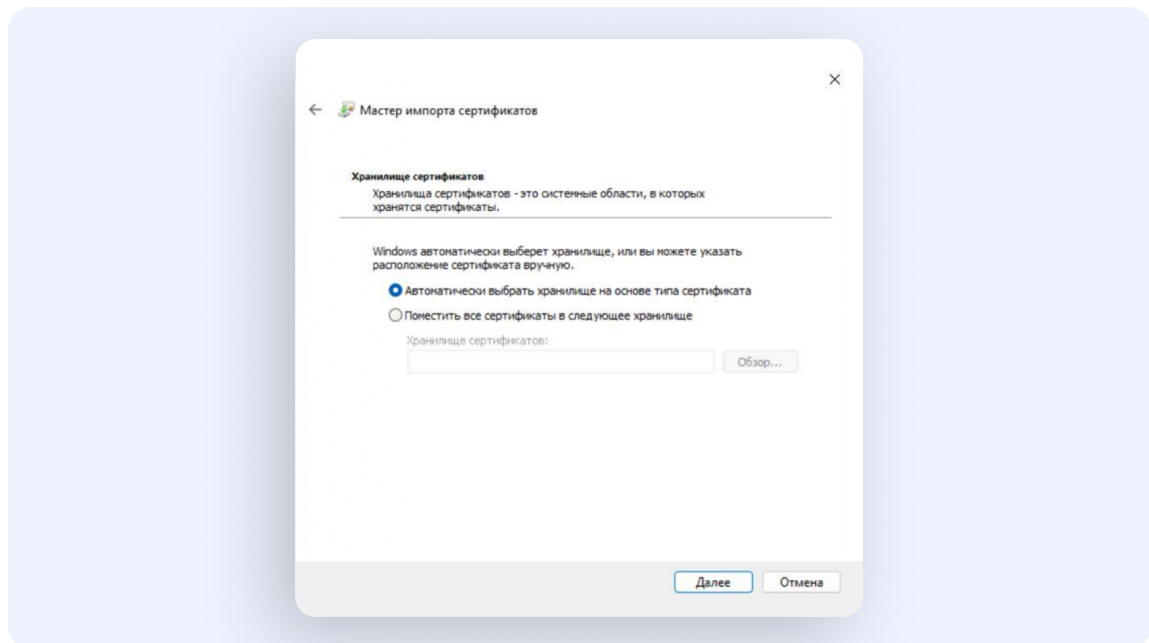 Мастер импорта сертификатов
Хранилище сертификатов
Хранилища сертификатов - это системные области, в которых
хранятся сертификаты.
Windows автоматически выберет хранилище, или вы можете указать
расположение сертификата вручную.
Автоматически выбрать хранилище на основе типа сертификата
Поместить все сертификаты в следующее хранилище
Хранилище сертификатов:
Обзор...
Далее
Отмена